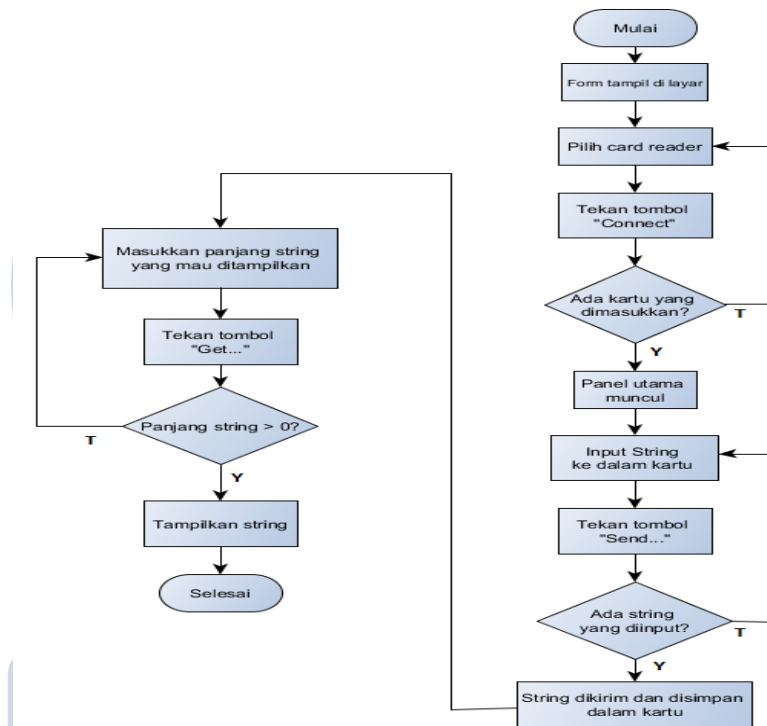 Mulai
Form tampil di layar
Pilih card reader
Tekan tombol
"Connect"
Ada kartu yang
dimasukkan?
T
Y
Panel utama
muncul
Input String
ke dalam kartu
Tekan tombol
"Send..."
Ada string
yang diinput?
T
Y
String dikirim dan disimpan
dalam kartu
Masukkan panjang string
yang mau ditampilkan
Tekan tombol
"Get..."
Panjang string > 0?
T
Y
Tampilkan string
Selesai